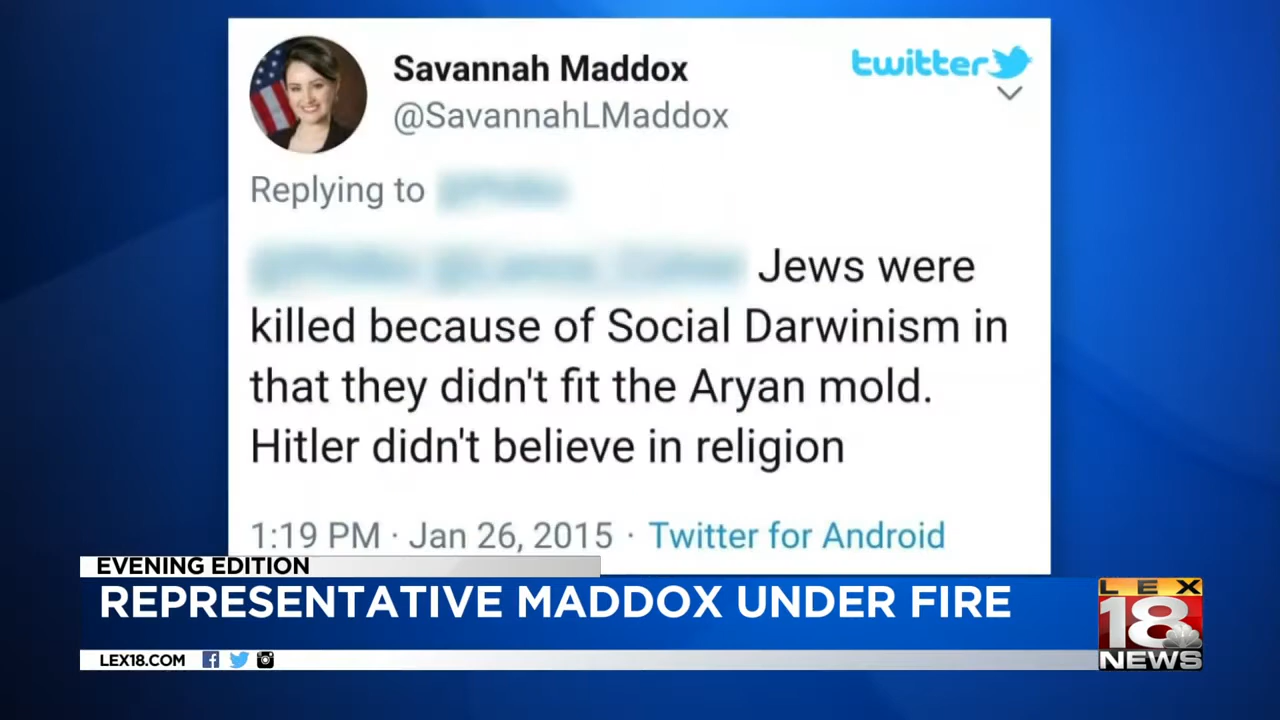 Savannah Maddox
twitter
@SavannahLMaddox
Replying to
Jews were
killed because of Social Darwinism in
that they didn't fit the Aryan mold.
Hitler didn't believe in religion
1:19 PM · Jan 26, 2015 · Twitter for Android
EVENING EDITION
REPRESENTATIVE MADDOX UNDER FIRE
LEX18.COM
LEX
18
NEWS